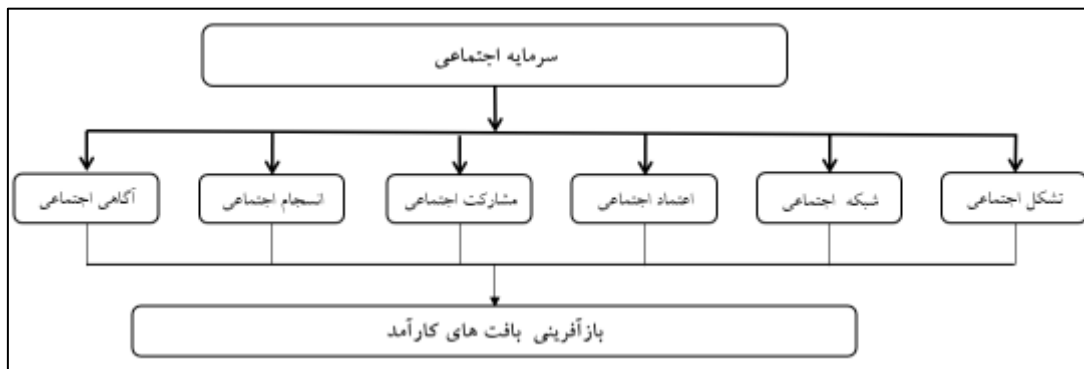 سرمایه اجتماعی
تشکل اجتماعی
شبکه اجتماعی
اعتماد اجتماعی
مشارکت اجتماعی
انسجام اجتماعی
آگاهی اجتماعی
بازآفرینی بافت های کارآمد